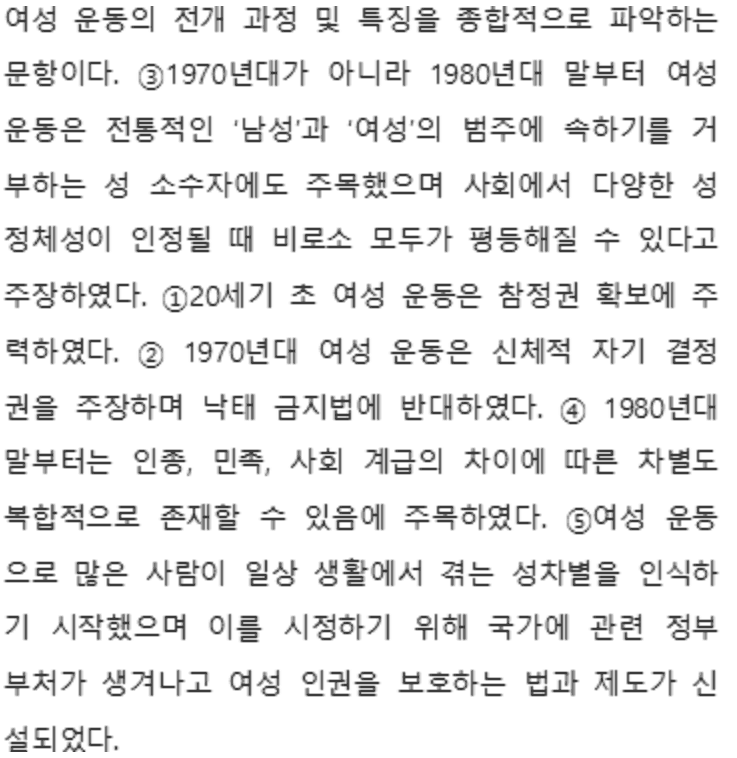 여성 운동의 전개 과정 및 특징을 종합적으로 파악하는
문항이다. ③1970년대가 아니라 1980년대 말부터 여성
운동은 전통적인 ‘남성’과 ‘여성’의 범주에 속하기를 거
부하는 성 소수자에도 주목했으며 사회에서 다양한 성
정체성이 인정될 때 비로소 모두가 평등해질 수 있다고
주장하였다. ①20세기 초 여성 운동은 참정권 확보에 주
력하였다. ② 1970년대 여성 운동은 신체적 자기 결정
권을 주장하며 낙태 금지법에 반대하였다. ④ 1980년대
말부터는 인종, 민족, 사회 계급의 차이에 따른 차별도
복합적으로 존재할 수 있음에 주목하였다. ⑤여성 운동
으로 많은 사람이 일상 생활에서 겪는 성차별을 인식하
기 시작했으며 이를 시정하기 위해 국가에 관련 정부
부처가 생겨나고 여성 인권을 보호하는 법과 제도가 신
설되었다.